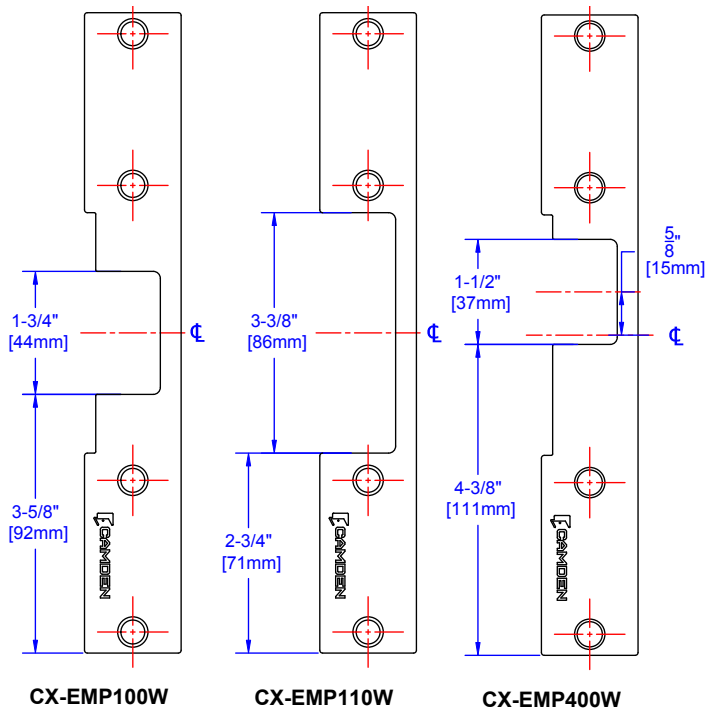 1-3/4"
[44mm]
℄
3-5/8"
[92mm]
CAMDEN
CX-EMP100W
3-3/8"
[86mm]
℄
2-3/4"
[71mm]
CAMDEN
CX-EMP110W
5
8"
[15mm]
1-1/2"
[37mm]
℄
4-3/8"
[111mm]
CAMDEN
CX-EMP400W